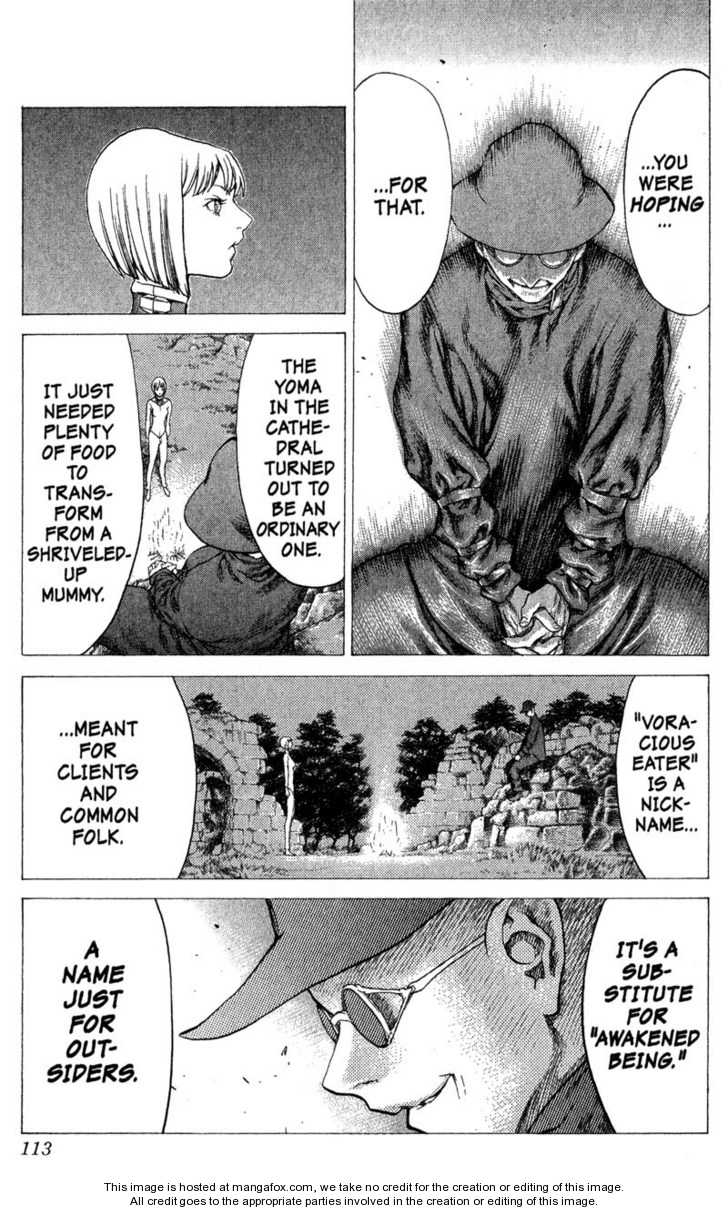 ...YOU
WERE
HOPING
...
...FOR
THAT.
THE
YOMA
IN THE
CATHE-
DRAL
TURNED
OUT TO
BE AN
ORDINARY
ONE.
IT JUST
NEEDED
PLENTY
OF FOOD
TO
TRANS-
FORM
FROM A
SHRIVELED-
UP
MUMMY.
"VORA-
CIOUS
EATER"
IS A
NICK-
NAME...
...MEANT
FOR
CLIENTS
AND
COMMON
FOLK.
IT'S A
SUB-
STITUTE
FOR
"AWAKENED
BEING."
A
NAME
JUST
FOR
OUT-
SIDERS.
113
This image is hosted at mangafox.com, we take no credit for the creation or editing of this image.
All credit goes to the appropriate parties involved in the creation or editing of this image.